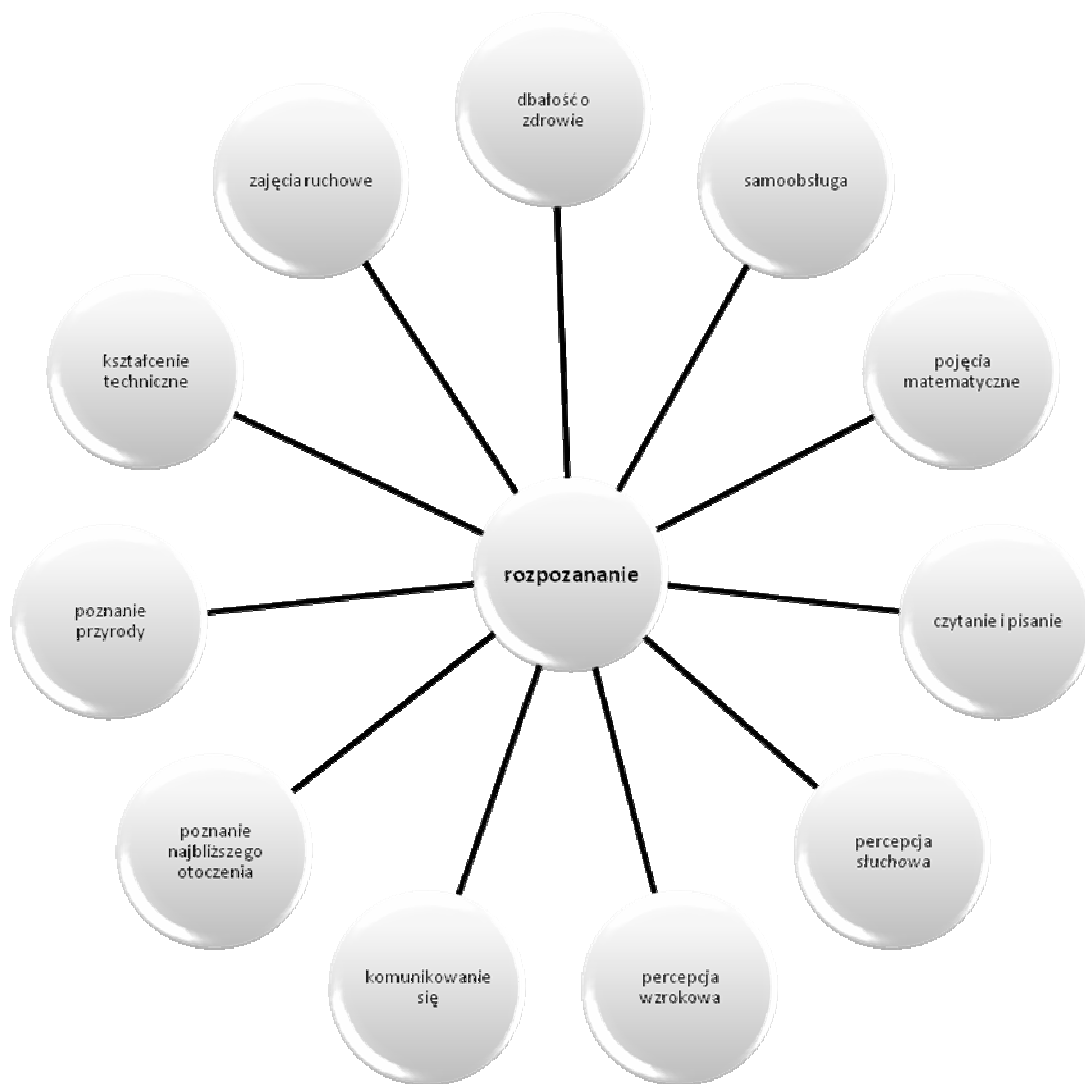 dbałość o
zdrowie
samoobsługa
pojęcia
matematyczne
czytanie i pisanie
percepcja
słuchowa
percepcja
wzrokowa
komunikowanie
się
poznanie
najbliższego
otoczenia
poznanie
przyrody
kształcenie
techniczne
zajęcia ruchowe
rozpozananie